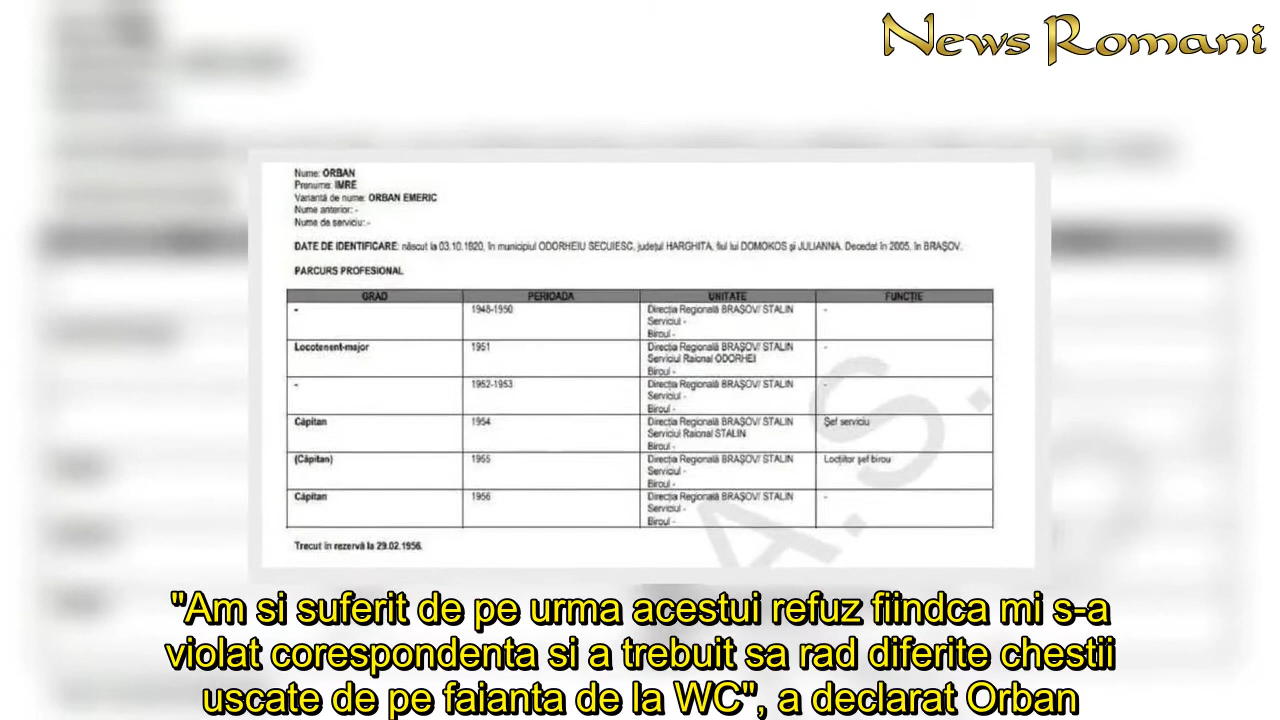 News Romani
Nume: ORBAN
Prenume: IMRE
Variantă de nume: ORBAN EMERIC
Nume anterior: -
Nume de serviciu: -
DATE DE IDENTIFICARE: născut la 03.10.1920, în municipiul ODORHEIU SECUIESC, județul HARGHITA, fiul lui DOMOKOS și JULIANNA. Decedat în 2005, în BRAȘOV.
PARCURS PROFESIONAL
GRAD PERIOADA UNITATE FUNCȚIE
- 1948-1950 Direcția Regională BRAȘOV/ STALIN -
Serviciul -
Biroul -
Locotenent-major 1951 Direcția Regională BRAȘOV/ STALIN -
Serviciul Raional ODORHEI
Biroul -
- 1952-1953 Direcția Regională BRAȘOV/ STALIN -
Serviciul -
Biroul -
Căpitan 1954 Direcția Regională BRAȘOV/ STALIN Șef serviciu
Serviciul Raional STALIN
Biroul -
(Căpitan) 1955 Direcția Regională BRAȘOV/ STALIN Locțiitor șef birou
Serviciul -
Biroul -
Căpitan 1956 Direcția Regională BRAȘOV/ STALIN -
Serviciul -
Biroul -
Trecut în rezervă la 29.02.1956.
A.S.
"Am si suferit de pe urma acestui refuz fiindca mi s-a
violat corespondenta si a trebuit sa rad diferite chestii
uscate de pe faianta de la WC", a declarat Orban